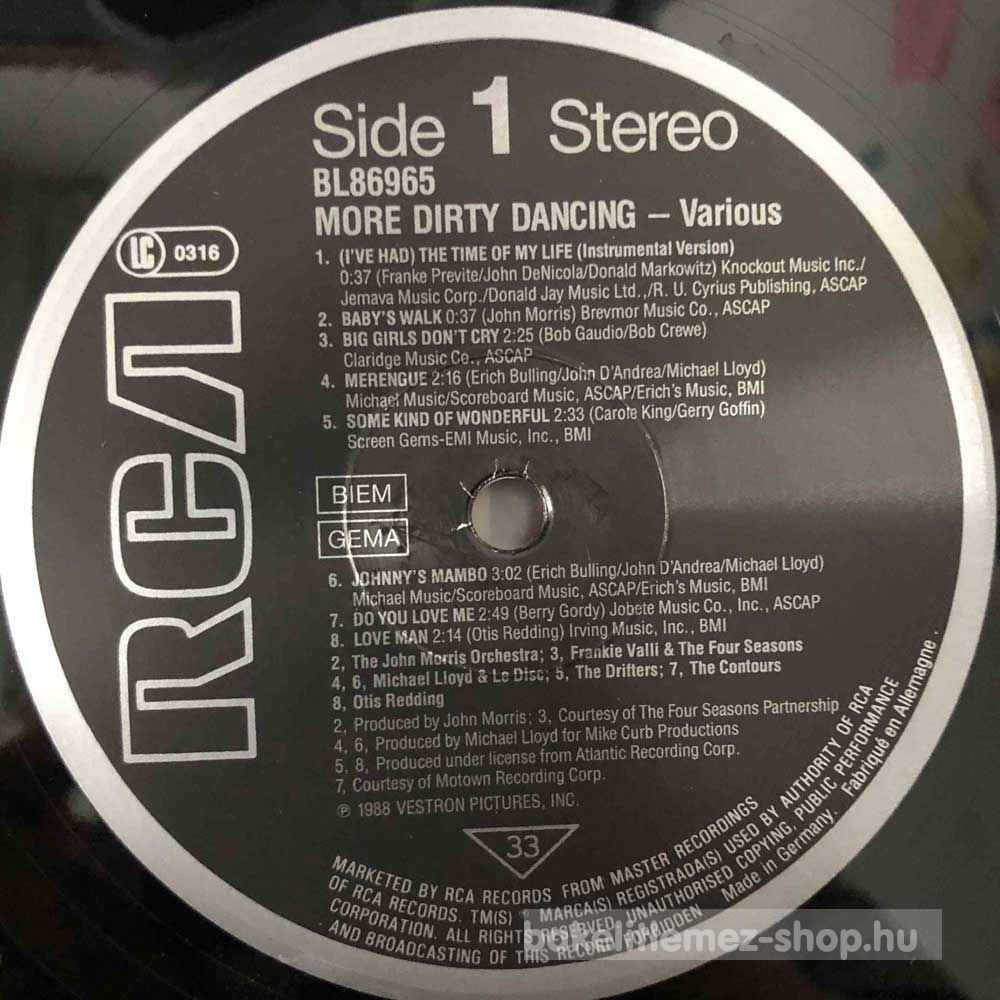 Side 1 Stereo
BL86965
MORE DIRTY DANCING – Various
LC 0316
RCA
1. (I'VE HAD) THE TIME OF MY LIFE (Instrumental Version)
0:37 (Franke Previte/John DeNicola/Donald Markowitz) Knockout Music Inc./
Jemava Music Corp./Donald Jay Music Ltd.,/R. U. Cyrius Publishing, ASCAP
2. BABY'S WALK 0:37 (John Morris) Brevmor Music Co., ASCAP
3. BIG GIRLS DON'T CRY 2:25 (Bob Gaudio/Bob Crewe)
Claridge Music Co., ASCAP
4. MERENGUE 2:16 (Erich Bulling/John D'Andrea/Michael Lloyd)
Michael Music/Scoreboard Music, ASCAP/Erich's Music, BMI
5. SOME KIND OF WONDERFUL 2:33 (Carole King/Gerry Goffin)
Screen Gems-EMI Music, Inc., BMI
BIEM
GEMA
6. JOHNNY'S MAMBO 3:02 (Erich Bulling/John D'Andrea/Michael Lloyd)
Michael Music/Scoreboard Music, ASCAP/Erich's Music, BMI
7. DO YOU LOVE ME 2:49 (Berry Gordy) Jobete Music Co., Inc., ASCAP
8. LOVE MAN 2:14 (Otis Redding) Irving Music, Inc., BMI
2, The John Morris Orchestra; 3, Frankie Valli & The Four Seasons
4, 6, Michael Lloyd & Le Disc; 5, The Drifters; 7, The Contours
8, Otis Redding
2, Produced by John Morris; 3, Courtesy of The Four Seasons Partnership
4, 6, Produced by Michael Lloyd for Mike Curb Productions
5, 8, Produced under license from Atlantic Recording Corp.
7, Courtesy of Motown Recording Corp.
℗ 1988 VESTRON PICTURES, INC.
33
MARKETED BY RCA RECORDS FROM MASTER RECORDINGS
OF RCA RECORDS. TM(S) ® MARCA(S) REGISTRADA(S) USED BY AUTHORITY OF RCA
CORPORATION. ALL RIGHTS RESERVED. UNAUTHORISED COPYING, PUBLIC PERFORMANCE
AND BROADCASTING OF THIS RECORD FORBIDDEN Made in Germany. Fabriqué en Allemagne.
bakelitlemez-shop.hu